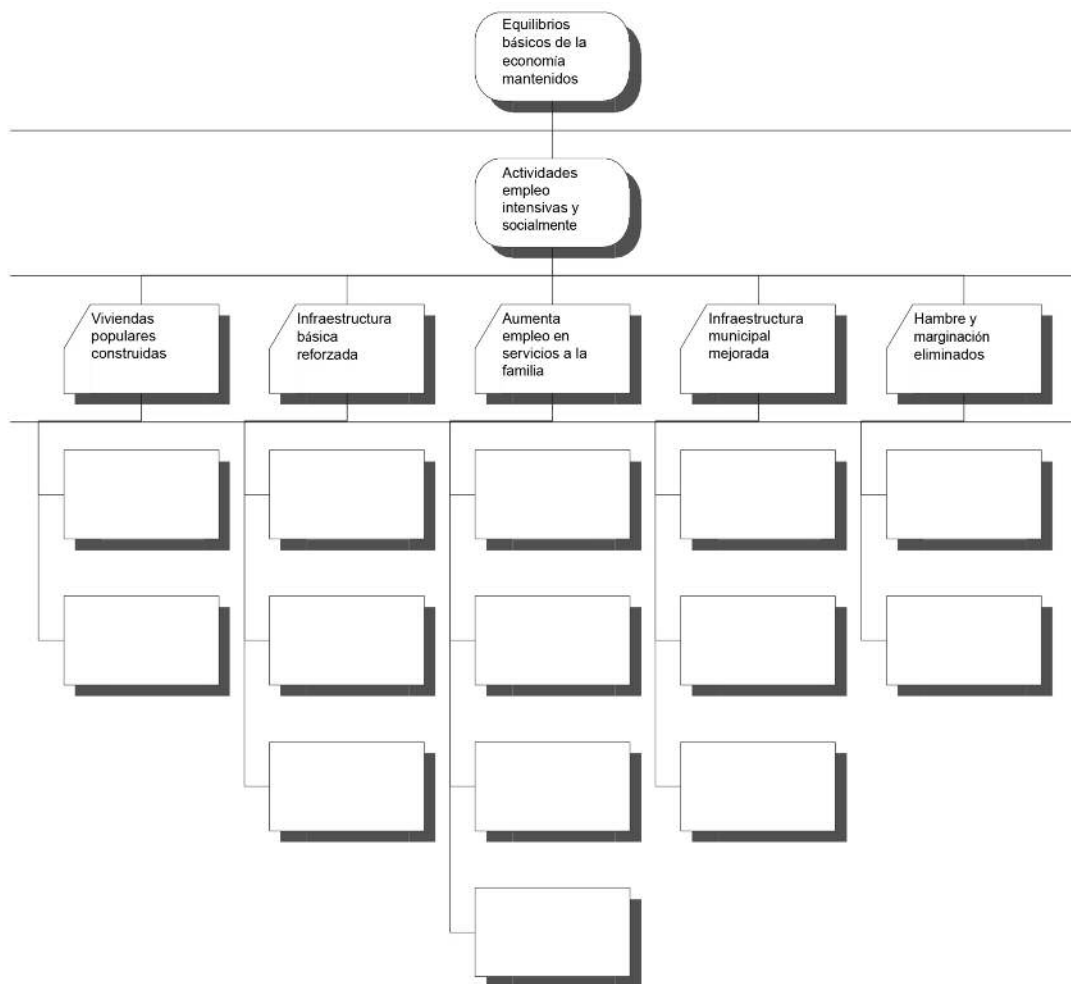 Equilibrios
básicos de la
economía
mantenidos
Actividades
empleo
intensivas y
socialmente
Viviendas
populares
construidas
Infraestructura
básica
reforzada
Aumenta
empleo en
servicios a la
familia
Infraestructura
municipal
mejorada
Hambre y
marginación
eliminados